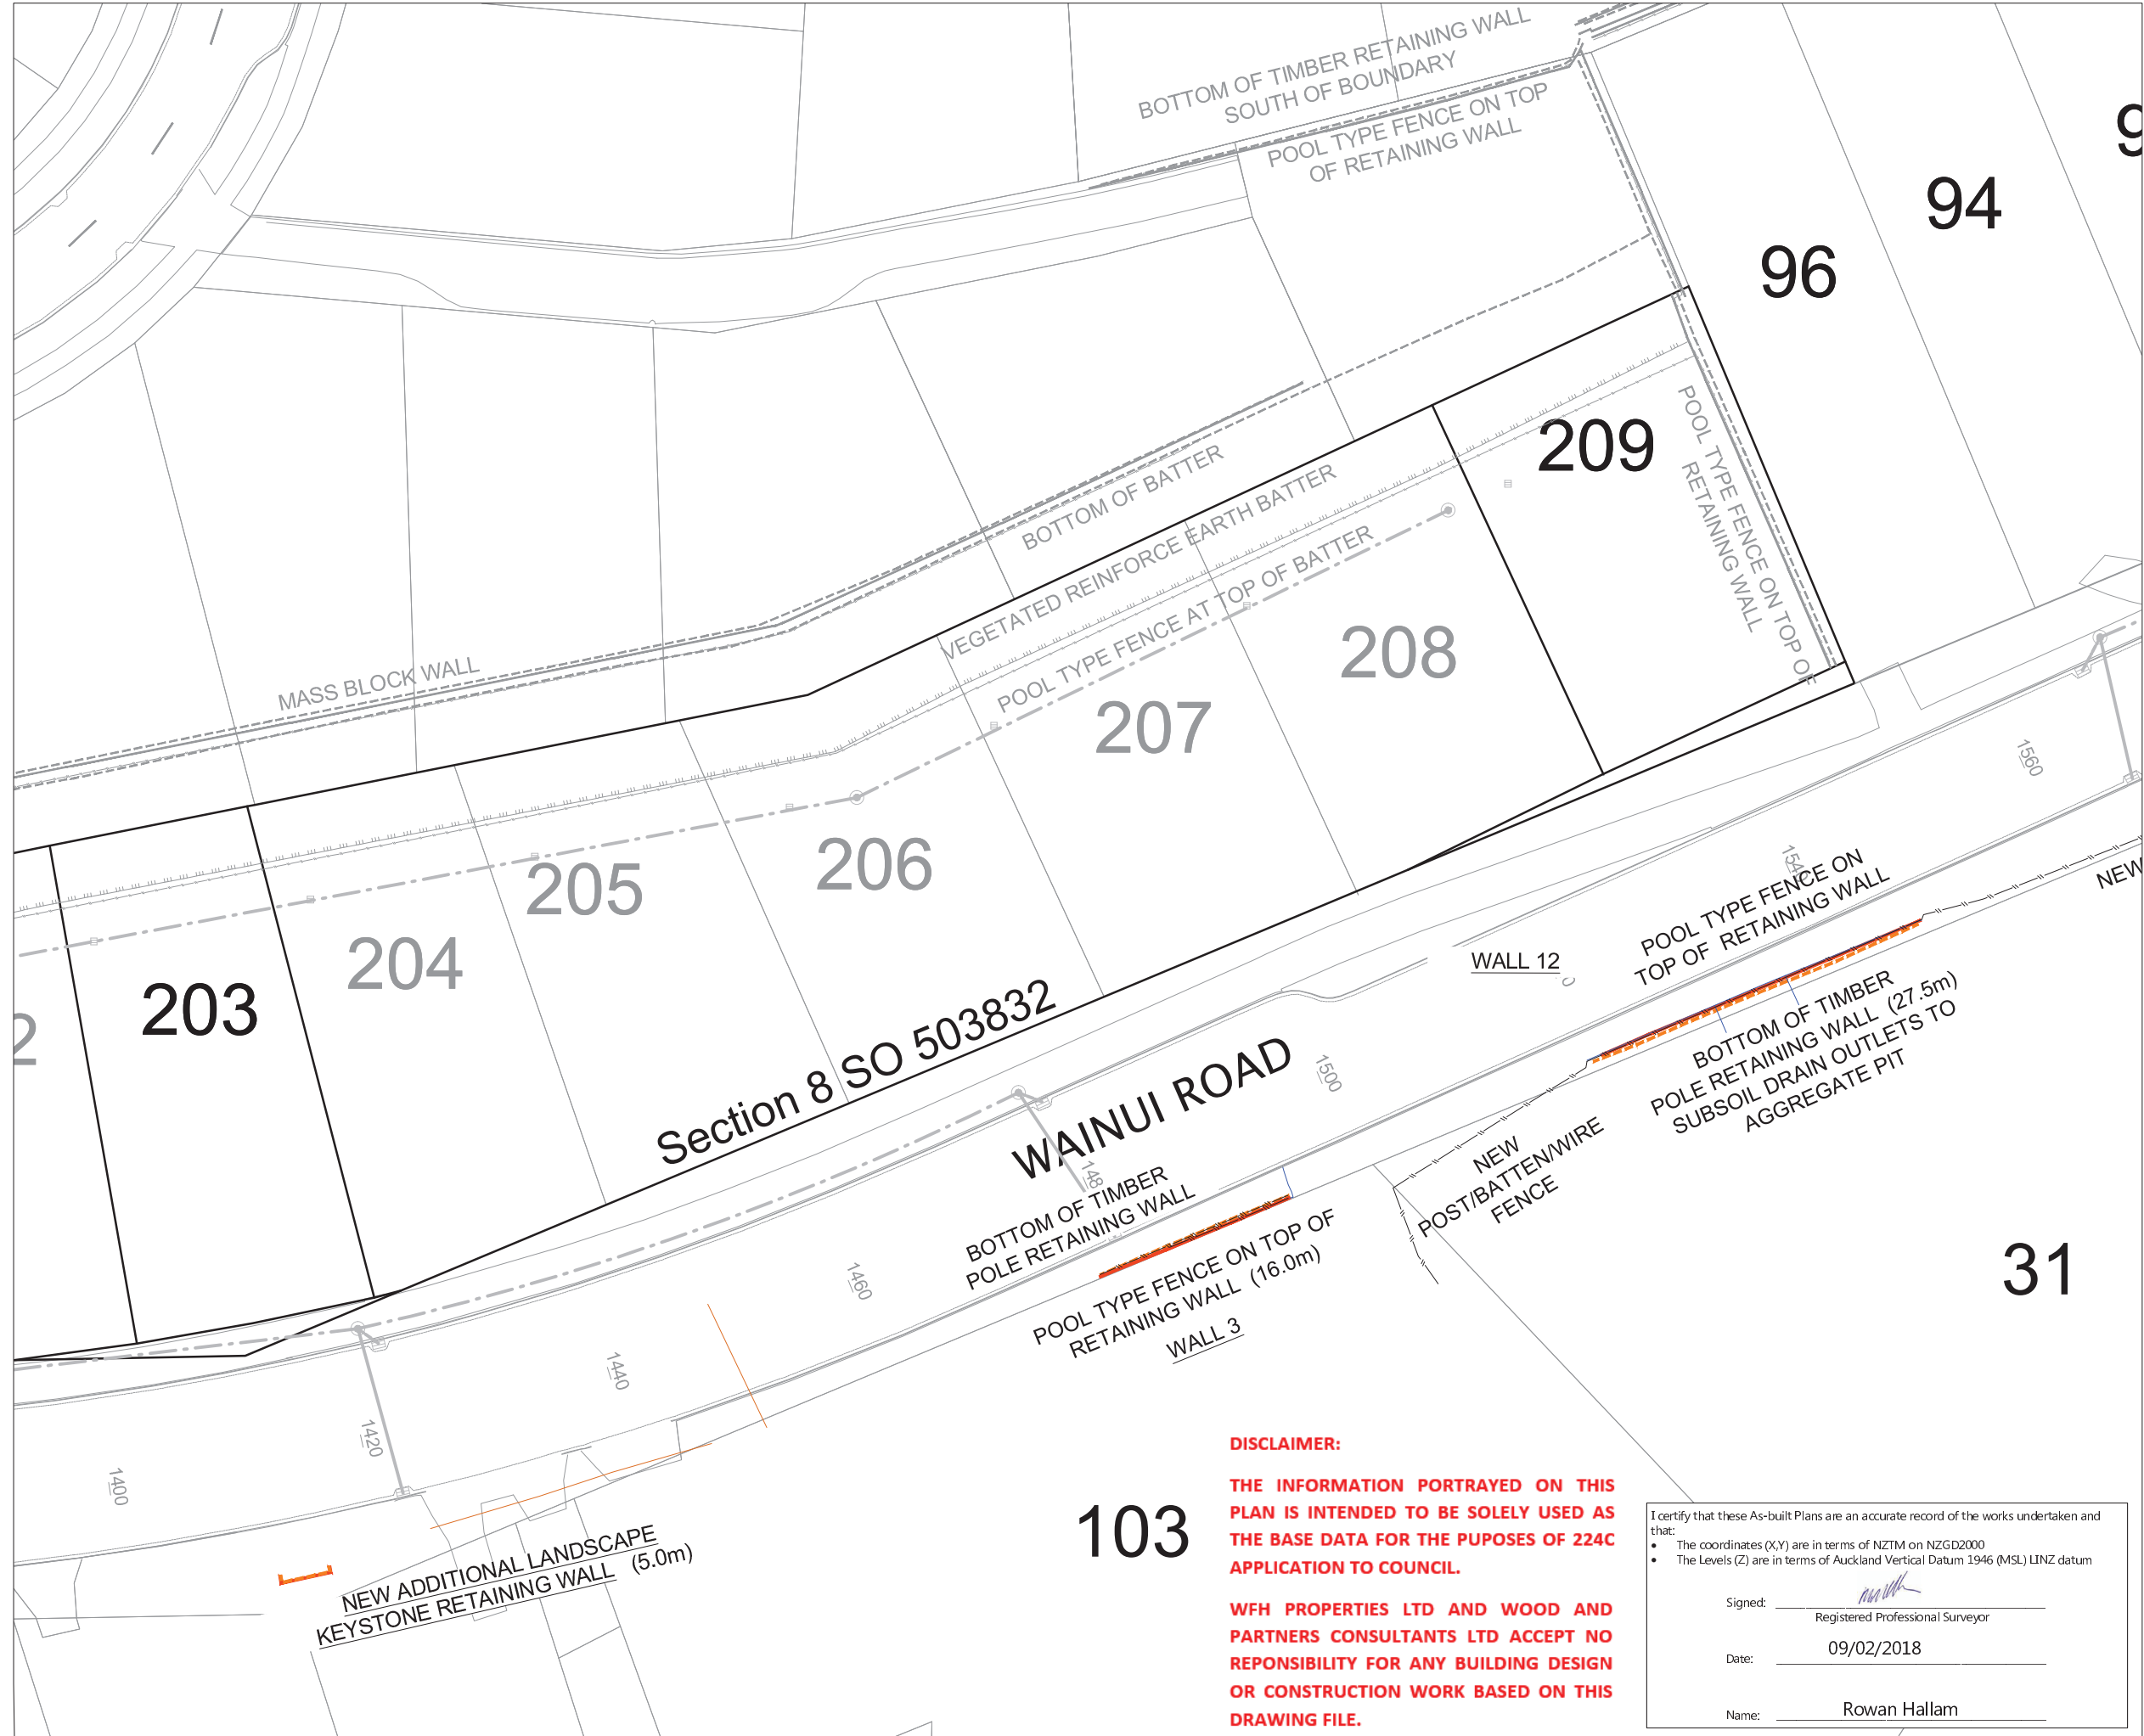 BOTTOM OF TIMBER RETAINING WALL
SOUTH OF BOUNDARY
POOL TYPE FENCE ON TOP
OF RETAINING WALL
94
96
209
POOL TYPE FENCE ON TOP OF
RETAINING WALL
BOTTOM OF BATTER
VEGETATED REINFORCE EARTH BATTER
POOL TYPE FENCE AT TOP OF BATTER
MASS BLOCK WALL
208
207
206
205
204
203
2
Section 8 SO 503832
WAINUI ROAD
WALL 12
1560
1540
1500
148
1460
1440
1420
1400
POOL TYPE FENCE ON
TOP OF RETAINING WALL
NEW
BOTTOM OF TIMBER
POLE RETAINING WALL (27.5m)
SUBSOIL DRAIN OUTLETS TO
AGGREGATE PIT
NEW
POST/BATTEN/WIRE
FENCE
BOTTOM OF TIMBER
POLE RETAINING WALL
POOL TYPE FENCE ON TOP OF
RETAINING WALL (16.0m)
WALL 3
31
103
NEW ADDITIONAL LANDSCAPE
KEYSTONE RETAINING WALL (5.0m)
DISCLAIMER:
THE INFORMATION PORTRAYED ON THIS
PLAN IS INTENDED TO BE SOLELY USED AS
THE BASE DATA FOR THE PUPOSES OF 224C
APPLICATION TO COUNCIL.
WFH PROPERTIES LTD AND WOOD AND
PARTNERS CONSULTANTS LTD ACCEPT NO
REPONSIBILITY FOR ANY BUILDING DESIGN
OR CONSTRUCTION WORK BASED ON THIS
DRAWING FILE.
I certify that these As-built Plans are an accurate record of the works undertaken and
that:
• The coordinates (X,Y) are in terms of NZTM on NZGD2000
• The Levels (Z) are in terms of Auckland Vertical Datum 1946 (MSL) LINZ datum
Signed:
Registered Professional Surveyor
Date: 09/02/2018
Name: Rowan Hallam